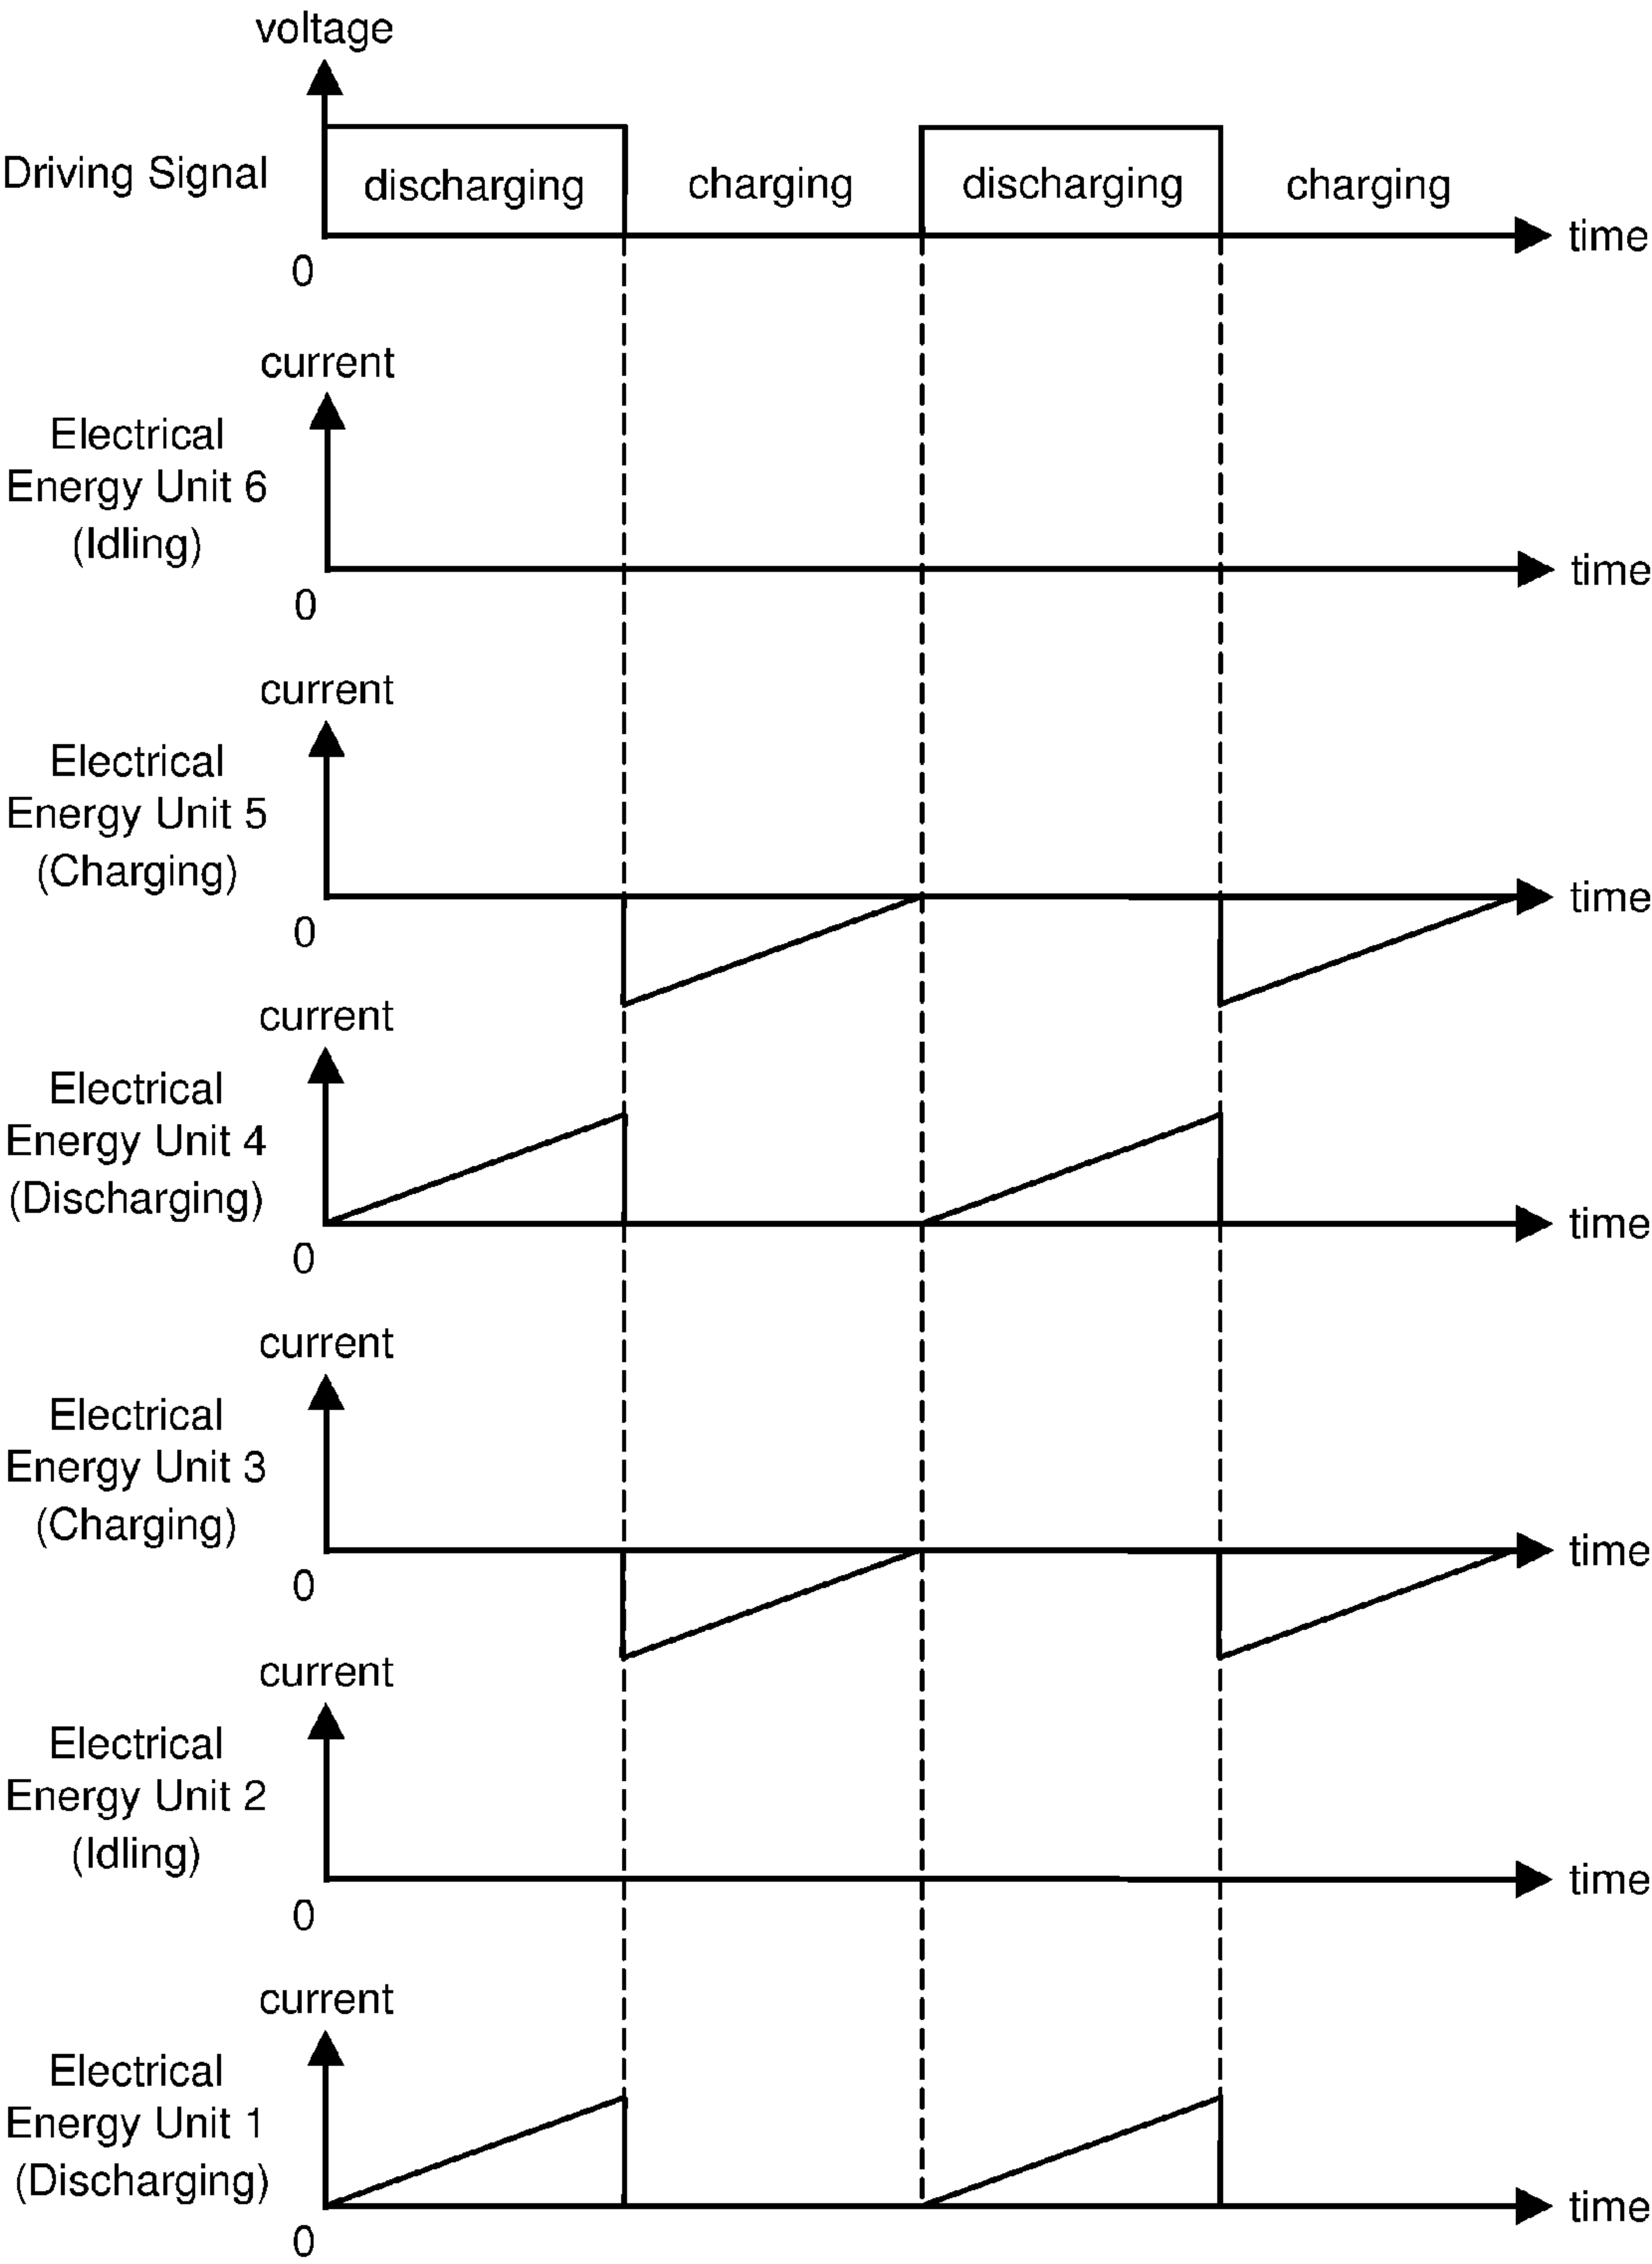 voltage
Driving Signal
discharging
charging
discharging
charging
time
0
current
Electrical
Energy Unit 6
(Idling)
time
0
current
Electrical
Energy Unit 5
(Charging)
time
0
current
Electrical
Energy Unit 4
(Discharging)
time
0
current
Electrical
Energy Unit 3
(Charging)
time
0
current
Electrical
Energy Unit 2
(Idling)
time
0
current
Electrical
Energy Unit 1
(Discharging)
time
0